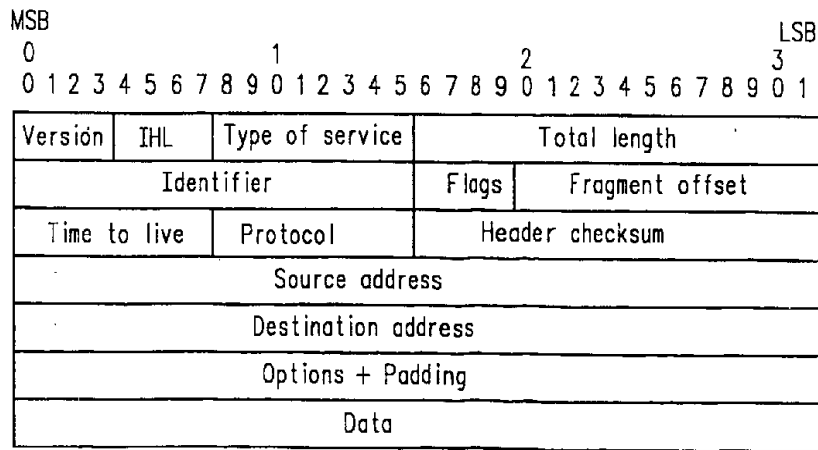 MSB
LSB
0 1 2 3
0 1 2 3 4 5 6 7 8 9 0 1 2 3 4 5 6 7 8 9 0 1 2 3 4 5 6 7 8 9 0 1
Version IHL Type of service Total length
Identifier Flags Fragment offset
Time to live Protocol Header checksum
Source address
Destination address
Options + Padding
Data